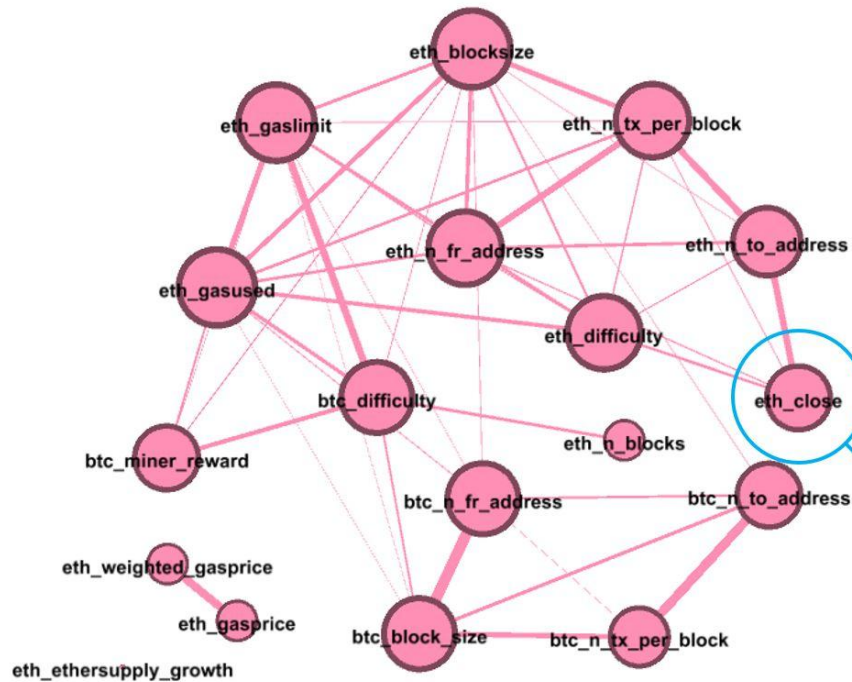 eth_blocksize
eth_gaslimit
eth_n_tx_per_block
eth_n_fr_address
eth_n_to_address
eth_gasused
eth_difficulty
btc_difficulty
eth_close
eth_n_blocks
btc_miner_reward
btc_n_fr_address
btc_n_to_address
eth_weighted_gasprice
eth_gasprice
btc_block_size
btc_n_tx_per_block
eth_ethersupply_growth